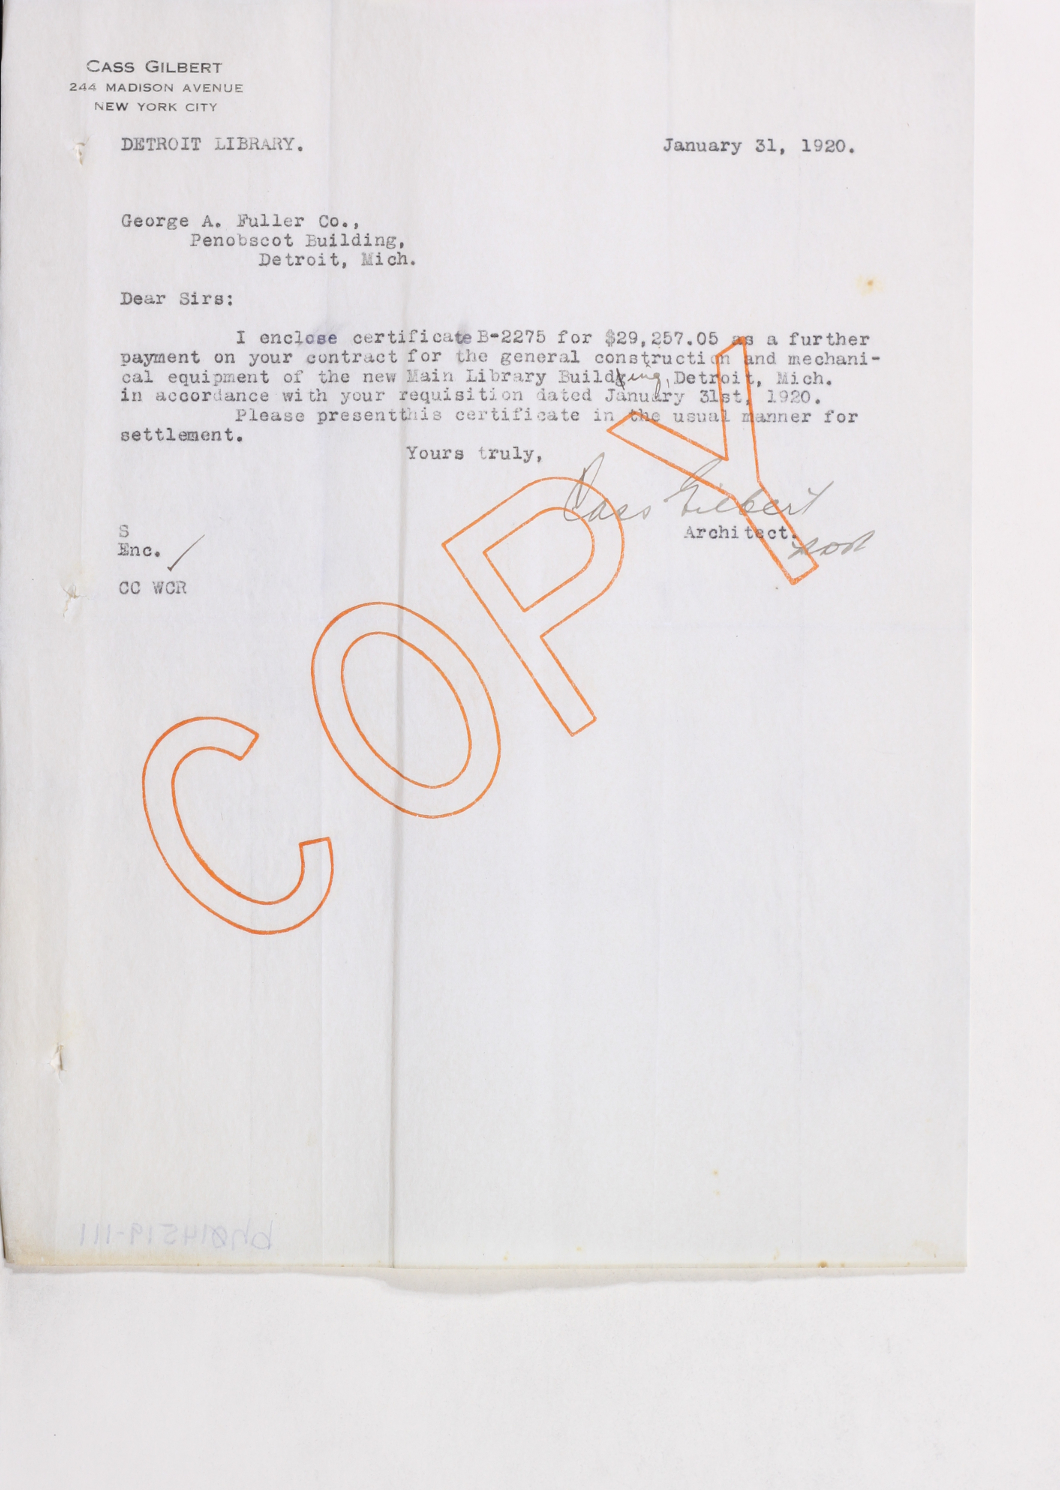 CASS GILBERT
244 MADISON AVENUE
NEW YORK CITY
DETROIT LIBRARY. January 31, 1920.
George A. Fuller Co.,
Penobscot Building,
Detroit, Mich.
Dear Sirs:
I enclose certificate B-2275 for $29,257.05 as a further
payment on your contract for the general construction and mechani-
cal equipment of the new Main Library Building, Detroit, Mich.
in accordance with your requisition dated January 31st, 1920.
Please presentthis certificate in the usual manner for
settlement.
Yours truly,
Cass Gilbert
Architect.
S
Enc.
CC WCR
COPY
bh014519-111